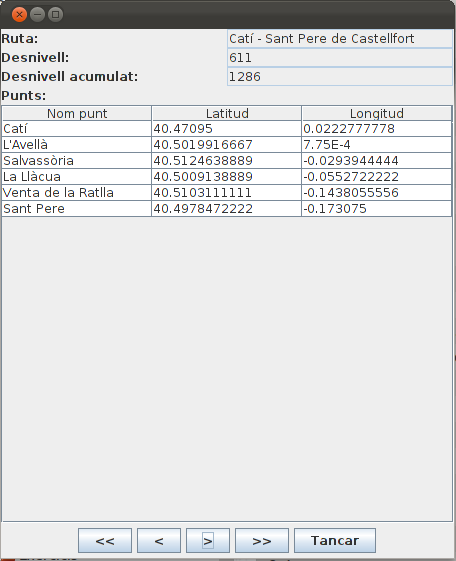 Ruta: Catí - Sant Pere de Castellfort
Desnivell: 611
Desnivell acumulat: 1286
Punts:
Nom punt Latitud Longitud
Catí 40.47095 0.0222777778
L'Avellà 40.5019916667 7.75E-4
Salvassòria 40.5124638889 -0.0293944444
La Llàcua 40.5009138889 -0.0552722222
Venta de la Ratlla 40.5103111111 -0.1438055556
Sant Pere 40.4978472222 -0.173075
<< < > >> Tancar